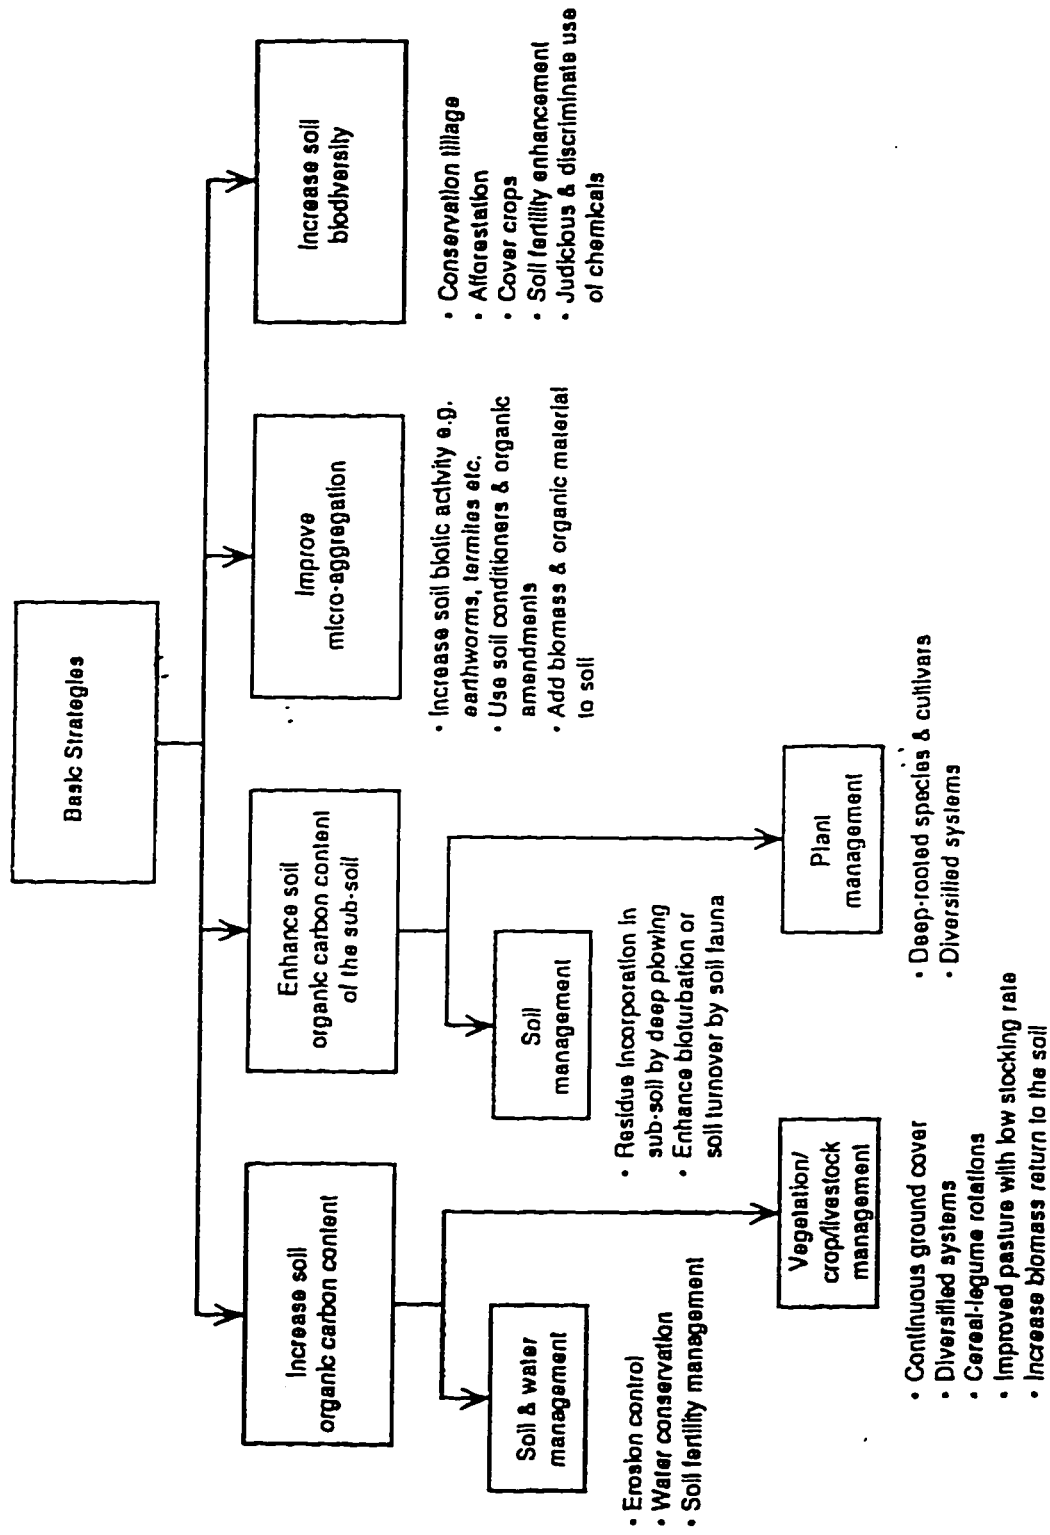 Basic Strategies
Increase soil
organic carbon content
Enhance soil
organic carbon content
of the sub-soil
Improve
micro-aggregation
Increase soil
biodiversity
• Increase soil biotic activity e.g.
earthworms, termites etc.
• Use soil conditioners & organic
amendments
• Add biomass & organic material
to soil
• Conservation tillage
• Afforestation
• Cover crops
• Soil fertility enhancement
• Judicious & discriminate use
of chemicals
Soil & water
management
• Erosion control
• Water conservation
• Soil fertility management
Vegetation/
crop/livestock
management
• Continuous ground cover
• Diversified systems
• Cereal-legume rotations
• Improved pasture with low stocking rate
• Increase biomass return to the soil
Soil
management
• Residue incorporation in
sub-soil by deep plowing
• Enhance bioturbation or
soil turnover by soil fauna
Plant
management
• Deep-rooted species & cultivars
• Diversified systems